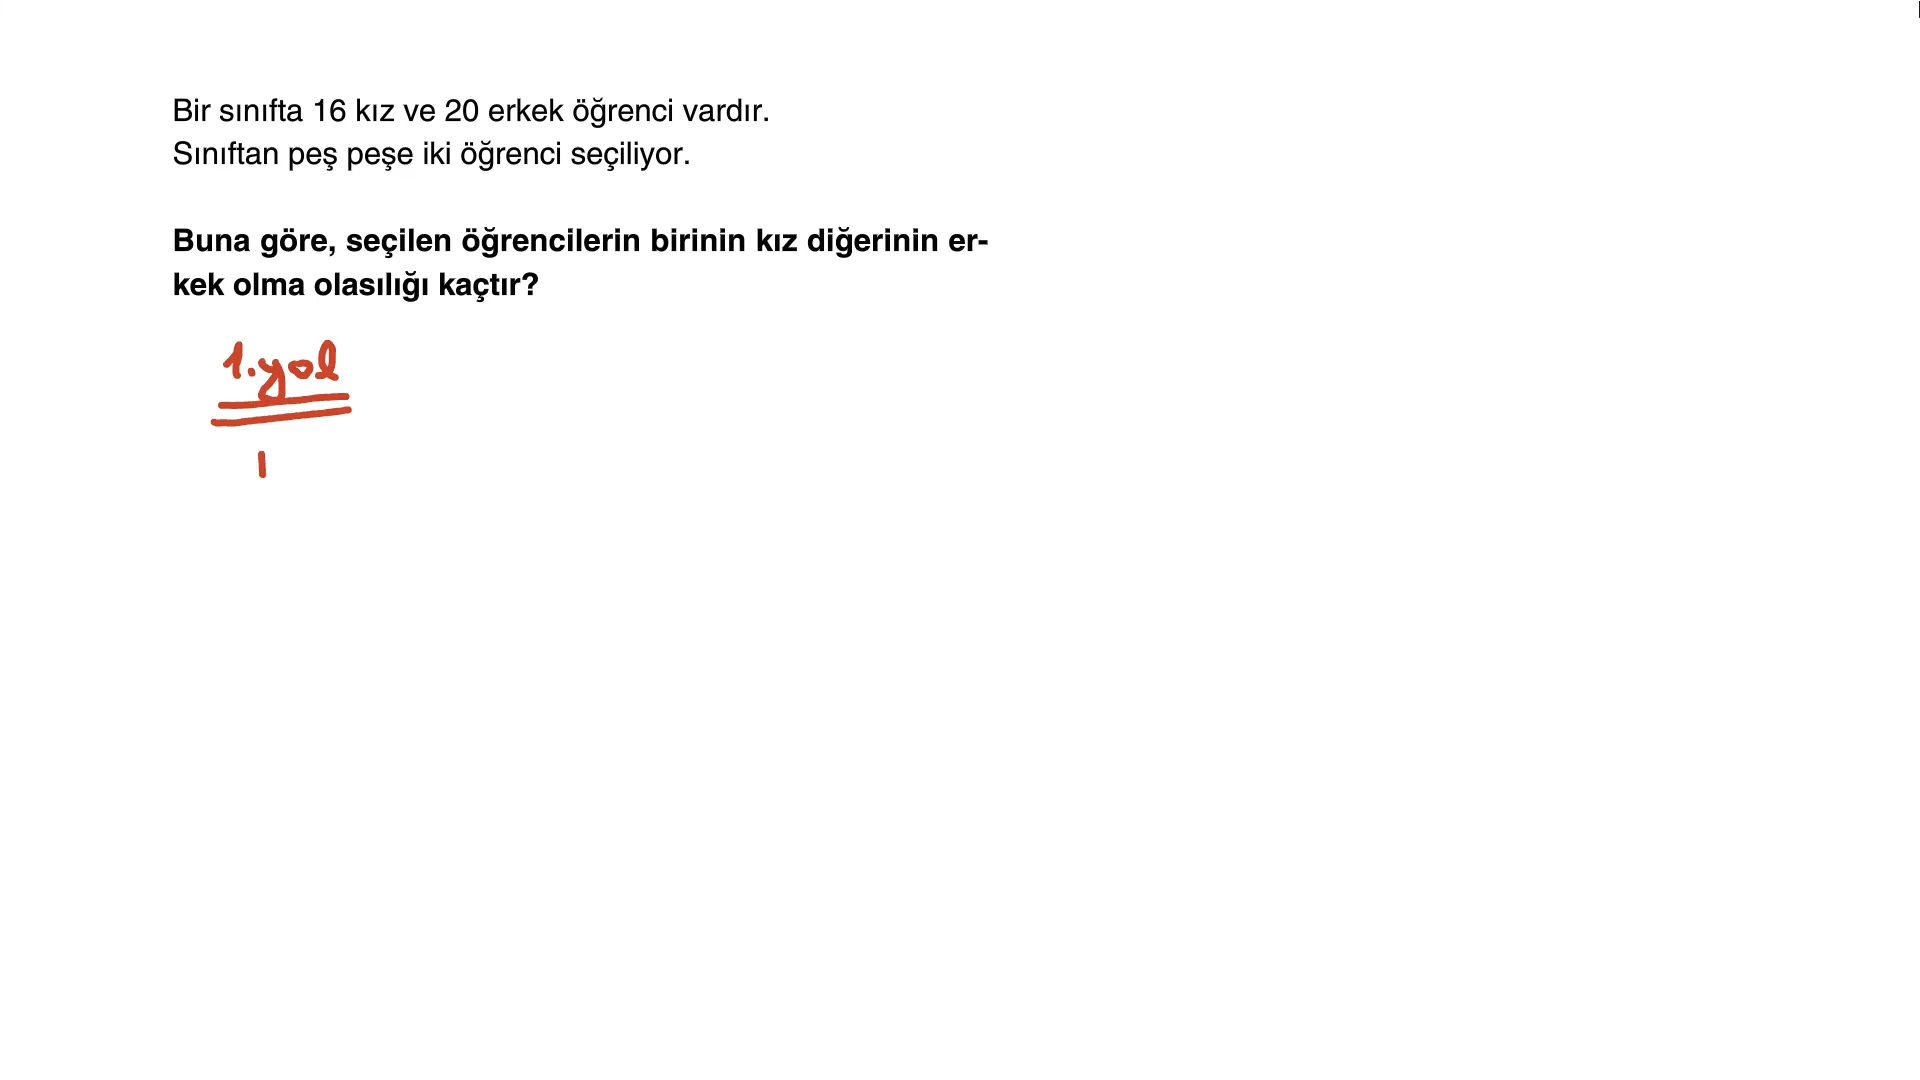 Bir sınıfta 16 kız ve 20 erkek öğrenci vardır.
Sınıftan peş peşe iki öğrenci seçiliyor.
Buna göre, seçilen öğrencilerin birinin kız diğerinin er-
kek olma olasılığı kaçtır?
1.yol